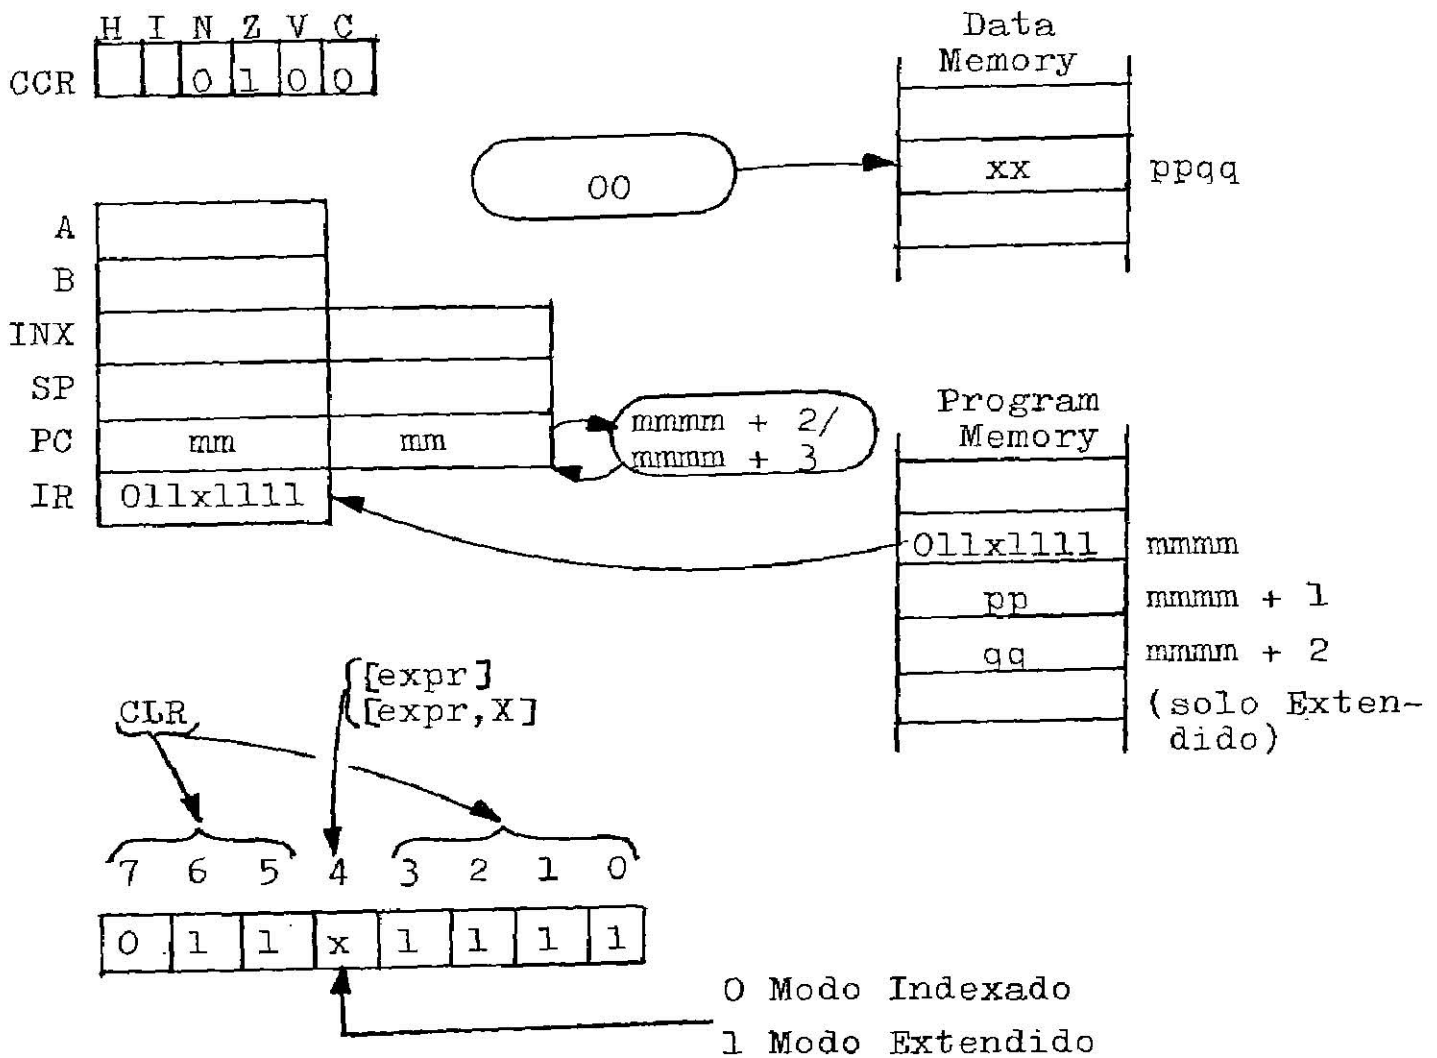 H I N Z V C
CCR 0 1 0 0
Data
Memory
00
xx ppqq
A
B
INX
SP
PC mm mm
IR 011x1111
mmmm + 2/
mmmm + 3
Program
Memory
011x1111 mmmm
pp mmmm + 1
qq mmmm + 2
(solo Exten-
dido)
[expr]
[expr,X]
CLR
7 6 5 4 3 2 1 0
0 1 1 x 1 1 1 1
0 Modo Indexado
1 Modo Extendido